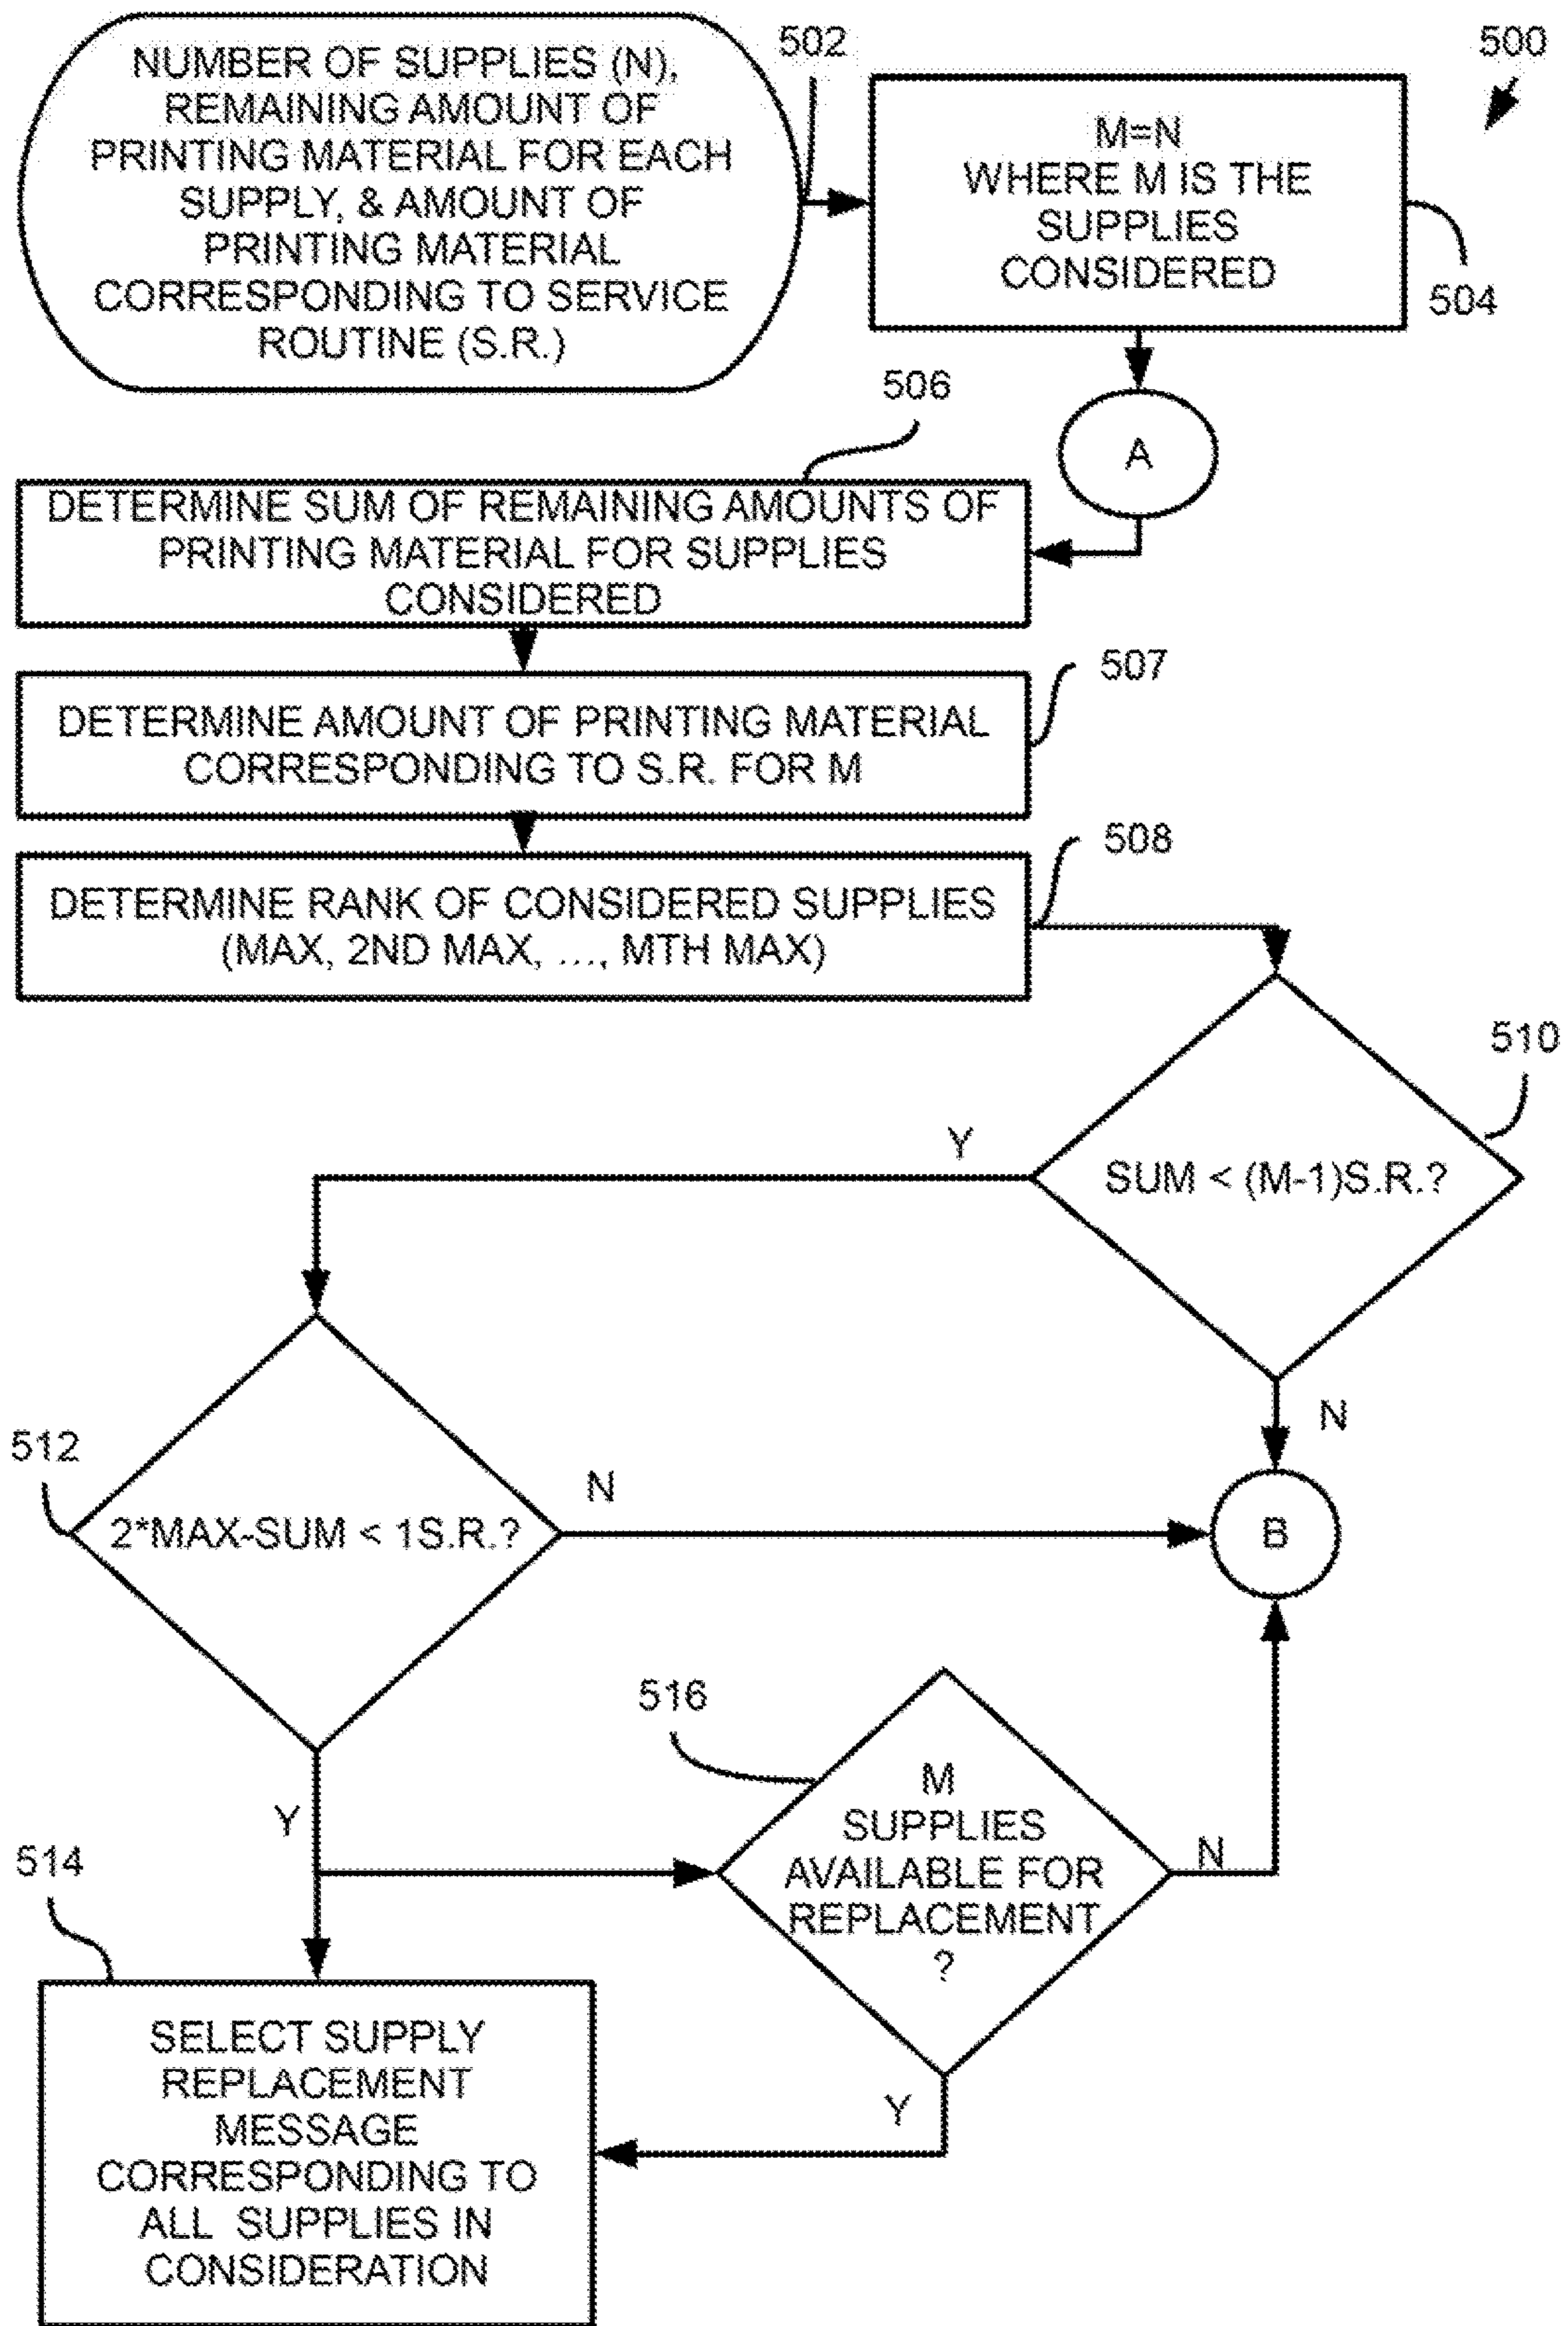 500
502
NUMBER OF SUPPLIES (N),
REMAINING AMOUNT OF
PRINTING MATERIAL FOR EACH
SUPPLY, & AMOUNT OF
PRINTING MATERIAL
CORRESPONDING TO SERVICE
ROUTINE (S.R.)
M=N
WHERE M IS THE
SUPPLIES
CONSIDERED
504
A
506
DETERMINE SUM OF REMAINING AMOUNTS OF
PRINTING MATERIAL FOR SUPPLIES
CONSIDERED
507
DETERMINE AMOUNT OF PRINTING MATERIAL
CORRESPONDING TO S.R. FOR M
508
DETERMINE RANK OF CONSIDERED SUPPLIES
(MAX, 2ND MAX, ..., MTH MAX)
510
SUM < (M-1)S.R.?
Y
N
512
2*MAX-SUM < 1S.R.?
N
B
Y
516
M
SUPPLIES
AVAILABLE FOR
REPLACEMENT
?
N
Y
514
SELECT SUPPLY
REPLACEMENT
MESSAGE
CORRESPONDING TO
ALL SUPPLIES IN
CONSIDERATION